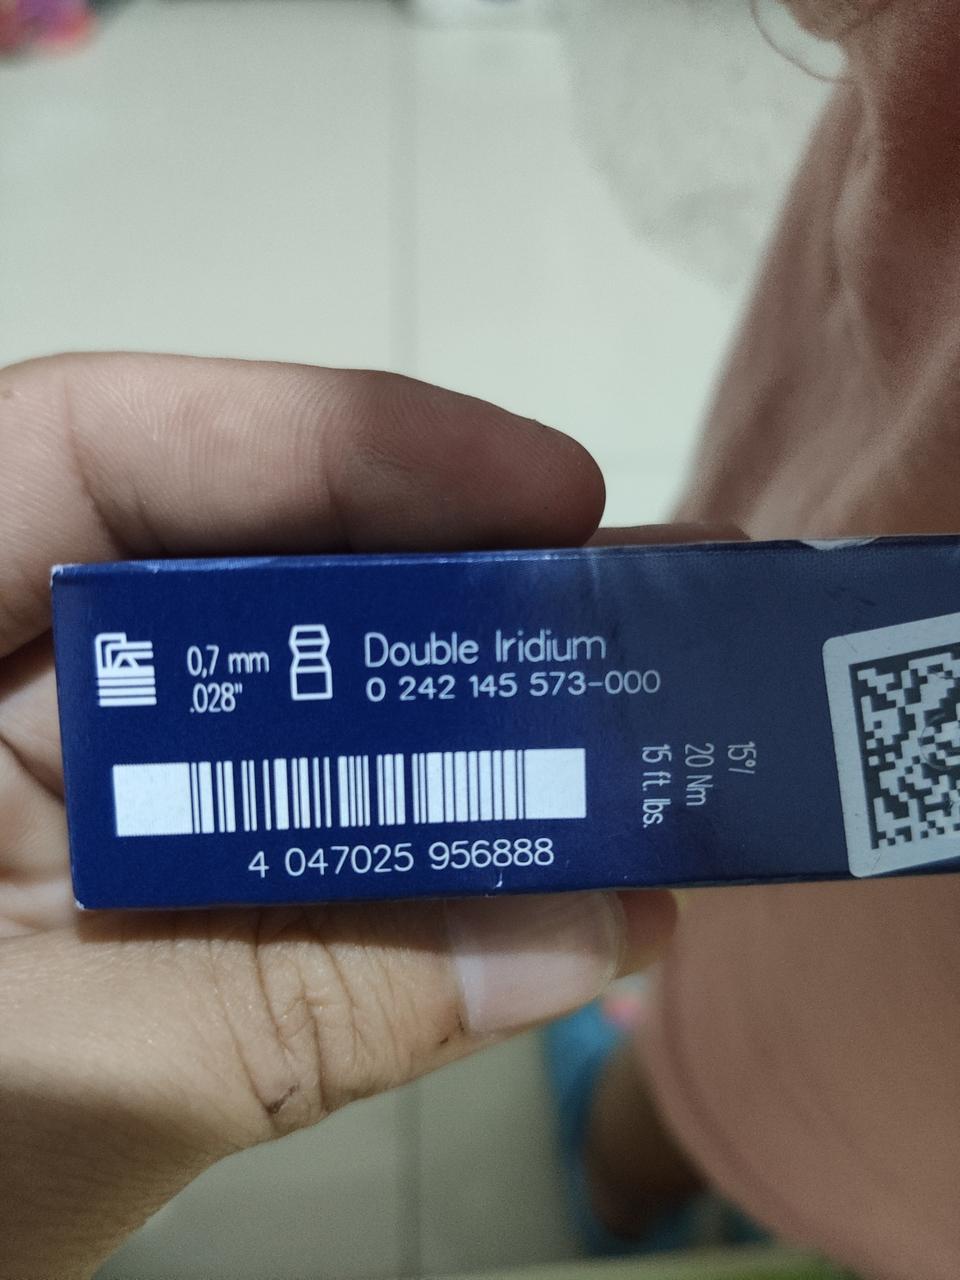 0,7 mm
.028"
Double Iridium
0 242 145 573-000
15°/
20 Nm
15 ft. lbs.
4 047025 956888